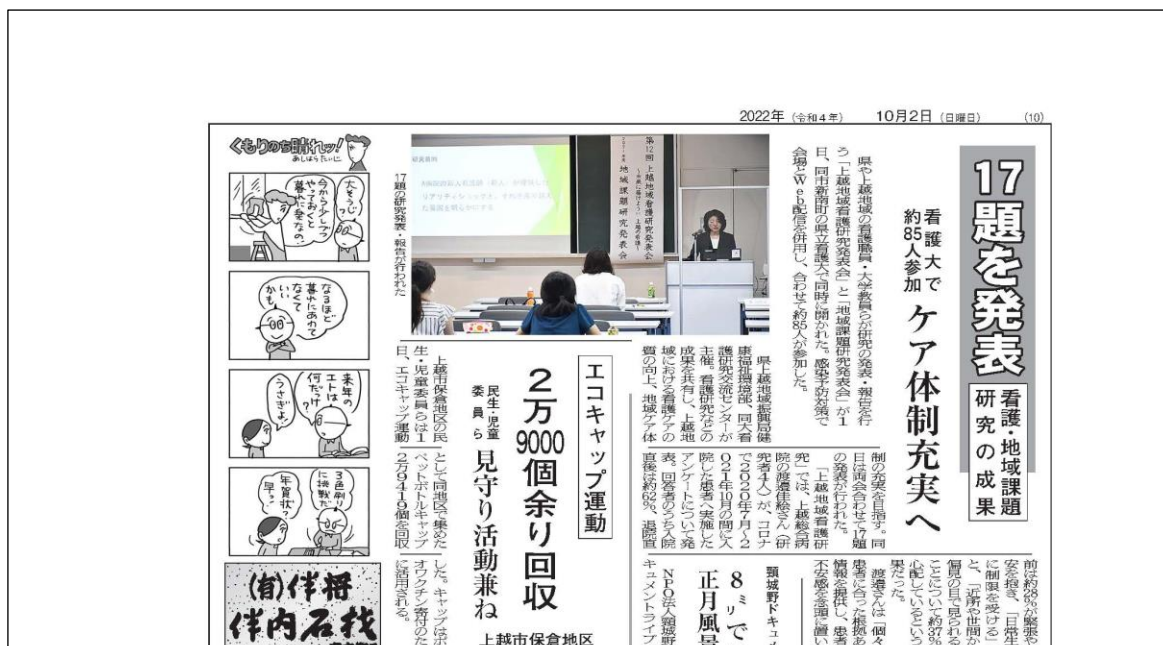 2022年（令和4年）　10月2日（日曜日）　(10)
17題を発表
看護・地域課題
研究の成果
看護大で
約85人参加
ケア体制充実へ
県や上越地域の看護職員・大学教員らが研究の発表・報告を行
う「上越地域看護研究発表会」と「地域課題研究発表会」が1
日、同市新南町の県立看護大で同時に開かれた。感染予防対策で
会場とWeb配信を併用し、合わせて約85人が参加した。
第12回 上越地域看護研究発表会
地域課題研究発表会
17題の研究発表・報告が行われた
県上越地域振興局健
康福祉環境部、同大看
護研究交流センターが
主催。看護研究などの
成果を共有し、上越地
域における看護ケアの
質の向上、地域ケア体
制の充実を目指す。同
日は両会合わせて17題
の発表が行われた。
「上越地域看護研
究」では、上越総合病
院の渡邉佳絵さん（研
究者4人）が、コロナ
で2020年7月～2
021年10月の間に入
院した患者へ実施した
アンケートについて発
表。回答者のうち入院
直後は約62％、退院直
前は約28％が緊張や
安を抱き、「日常生
に制限を受ける」
と、「近所や世間か
偏見の目で見られる
ことについて約37％
心配しているという
果だった。
渡邉さんは「個々
患者に合った根拠あ
情報を提供し、患者
不安感を念頭に置い
エコキャップ運動
2万9000個余り回収
民生・児童
委員ら
見守り活動兼ね
上越市保倉地区
上越市保倉地区の民
生・児童委員らは1
日、エコキャップ運動
として同地区で集めた
ペットボトルキャップ
2万9419個を回収
した。キャップはポ
オワクチン寄付のた
に活用される。
頸城野ドキュメ
8㍉で
正月風景
NPO法人頸城野
キュメントライブ
くもりのち晴れッ！
あしはらたいじ
大そうじ？
今から少しづつ
やっておくと
暮れに楽なの。
なるほど
暮れにあわて
なくて
いい
かも
来年の
エトは
何だっけ？
うさぎよ。
3色刷り
に挑戦だ
年賀状？
早っ。
(有)伴将
伴内石材